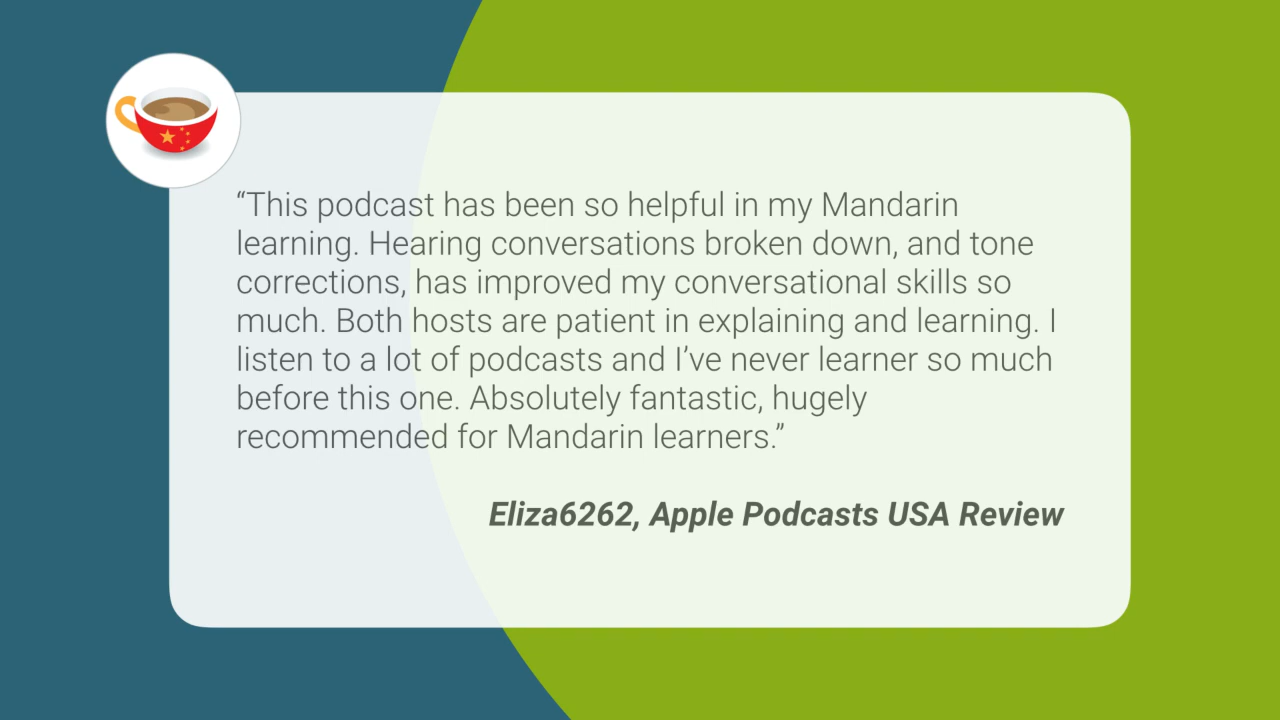 “This podcast has been so helpful in my Mandarin
learning. Hearing conversations broken down, and tone
corrections, has improved my conversational skills so
much. Both hosts are patient in explaining and learning. I
listen to a lot of podcasts and I’ve never learner so much
before this one. Absolutely fantastic, hugely
recommended for Mandarin learners.”
Eliza6262, Apple Podcasts USA Review